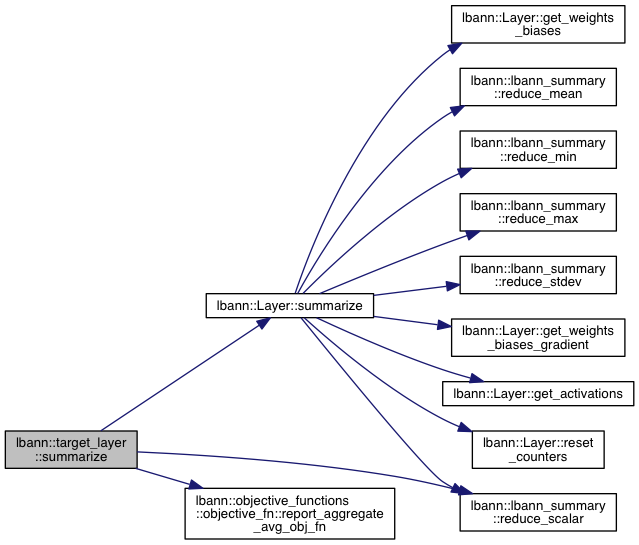 lbann::Layer::get_weights
_biases
lbann::lbann_summary
::reduce_mean
lbann::lbann_summary
::reduce_min
lbann::lbann_summary
::reduce_max
lbann::lbann_summary
::reduce_stdev
lbann::Layer::summarize
lbann::Layer::get_weights
_biases_gradient
lbann::Layer::get_activations
lbann::target_layer
::summarize
lbann::Layer::reset
_counters
lbann::objective_functions
::objective_fn::report_aggregate
_avg_obj_fn
lbann::lbann_summary
::reduce_scalar